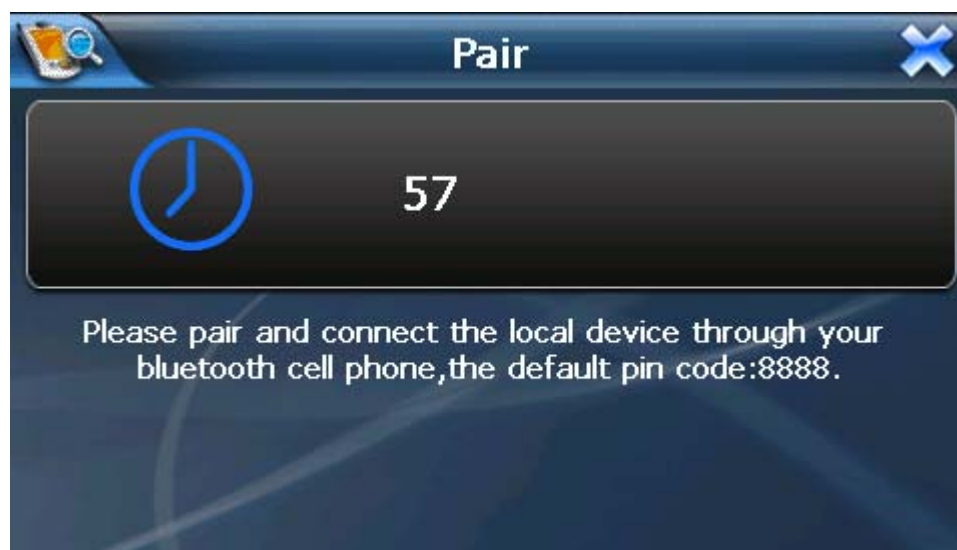 Pair
57
Please pair and connect the local device through your
bluetooth cell phone,the default pin code:8888.